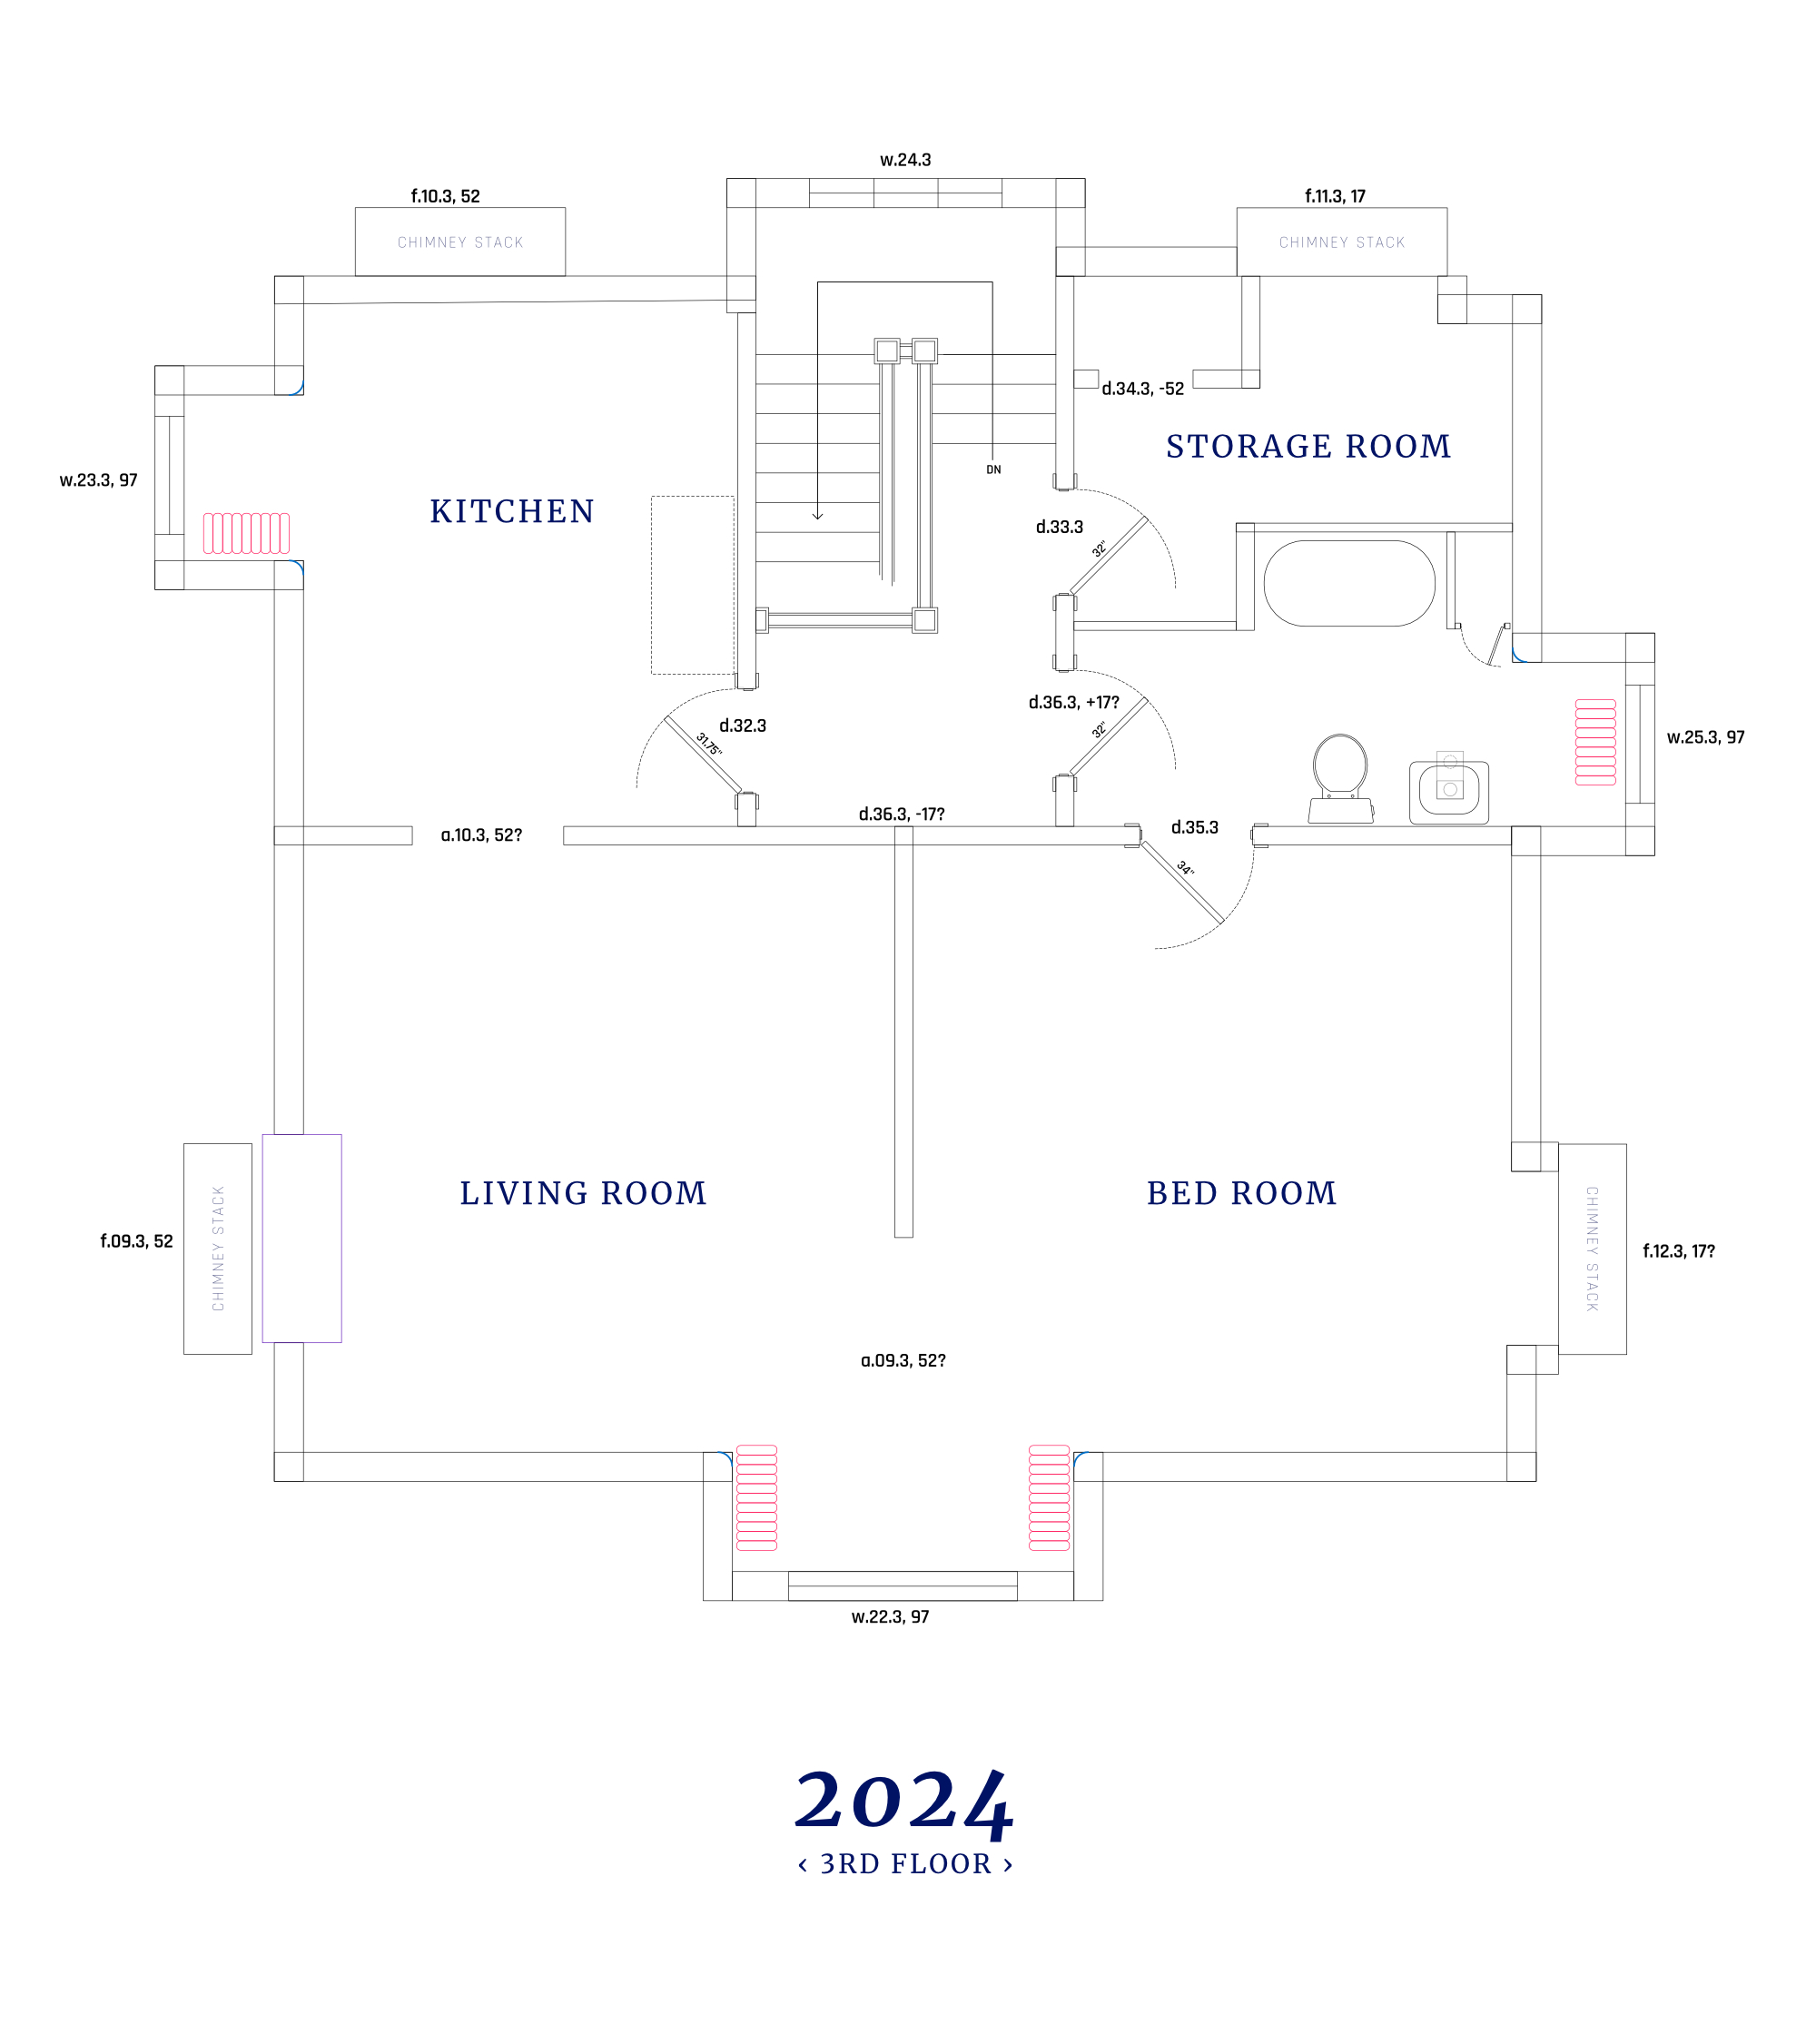 w.24.3
f.10.3, 52
f.11.3, 17
CHIMNEY STACK
CHIMNEY STACK
d.34.3, -52
STORAGE ROOM
DN
w.23.3, 97
KITCHEN
d.33.3
32"
d.36.3, +17?
32"
d.32.3
31.75"
w.25.3, 97
d.36.3, -17?
a.10.3, 52?
d.35.3
34"
LIVING ROOM
BED ROOM
CHIMNEY STACK
f.09.3, 52
CHIMNEY STACK
f.12.3, 17?
a.09.3, 52?
w.22.3, 97
2024
‹ 3RD FLOOR ›